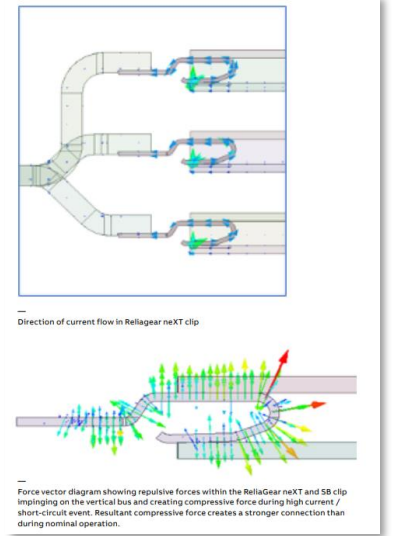 Direction of current flow in Reliagear neXT clip
Force vector diagram showing repulsive forces within the ReliaGear neXT and SB clip
impinging on the vertical bus and creating compressive force during high current /
short-circuit event. Resultant compressive force creates a stronger connection than
during nominal operation.